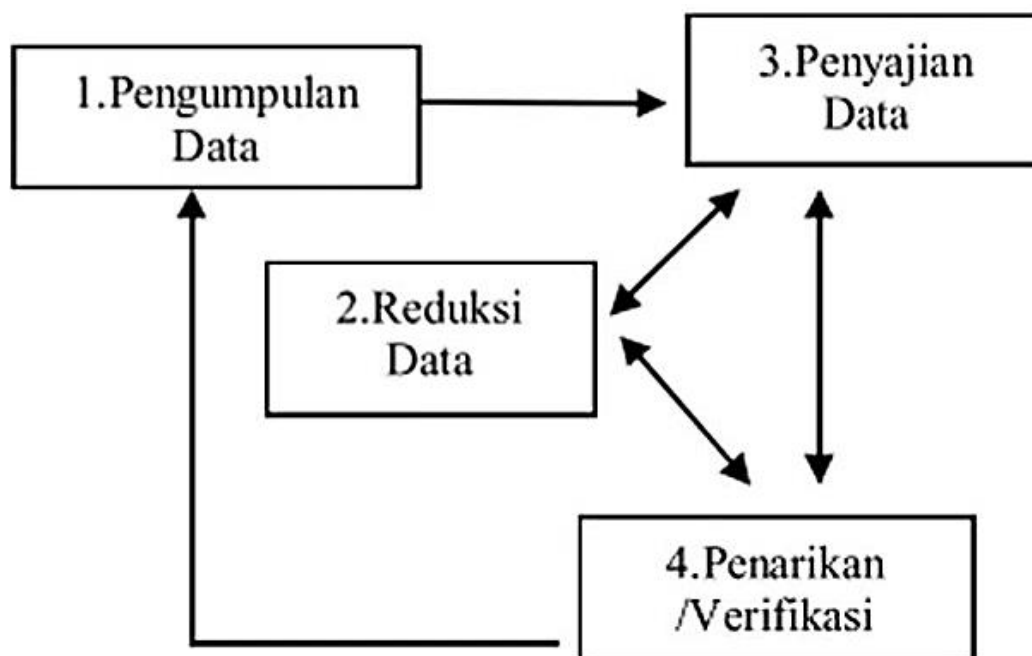 1.Pengumpulan
Data
3.Penyajian
Data
2.Reduksi
Data
4.Penarikan
/Verifikasi